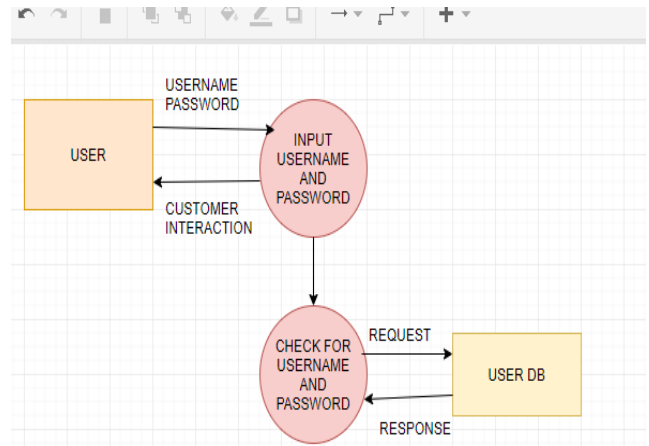 USERNAME
PASSWORD
USER
INPUT
USERNAME
AND
PASSWORD
CUSTOMER
INTERACTION
CHECK FOR
USERNAME
AND
PASSWORD
REQUEST
USER DB
RESPONSE